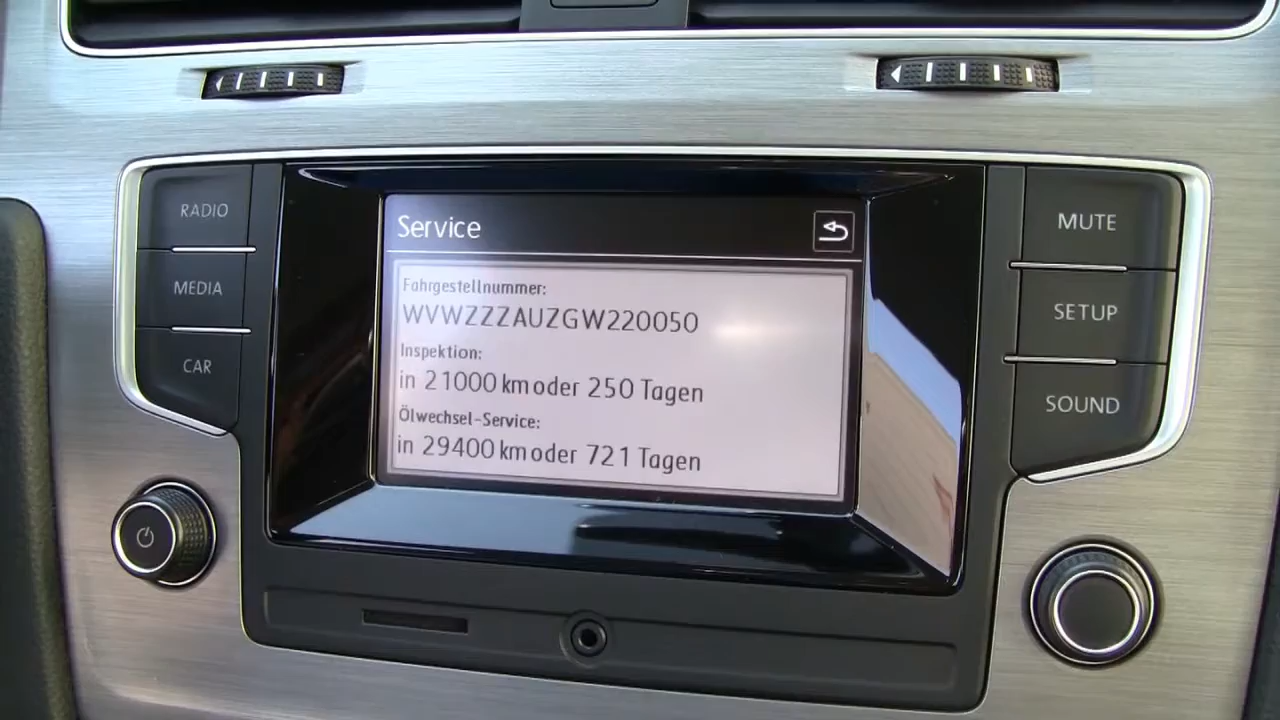 RADIO
MEDIA
CAR
Service
Fahrgestellnummer:
WVWZZZAUZGW220050
Inspektion:
in 21000 km oder 250 Tagen
Ölwechsel-Service:
in 29400 km oder 721 Tagen
MUTE
SETUP
SOUND